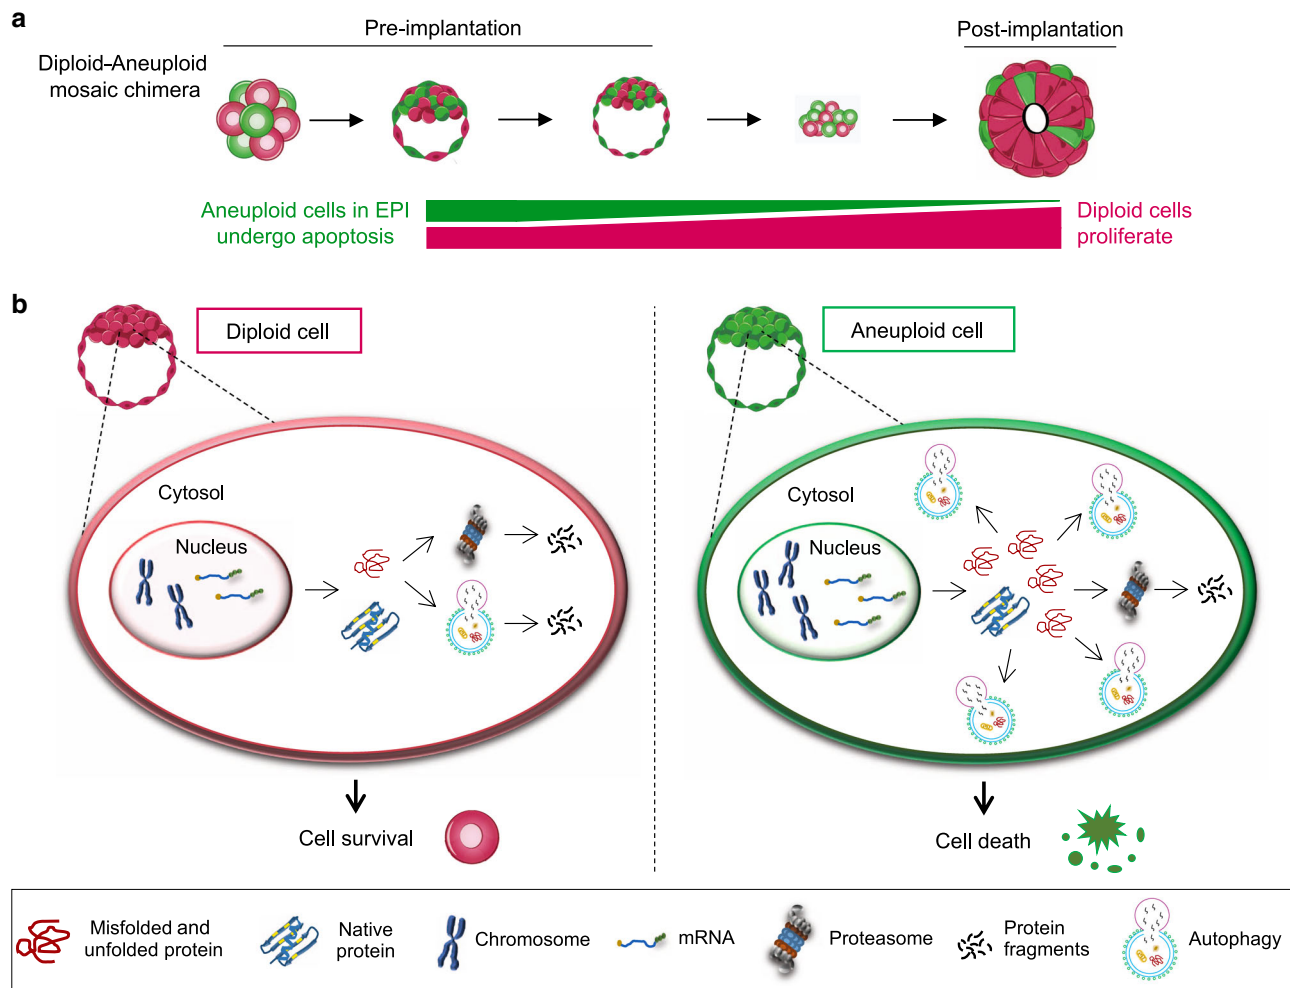 a
Pre-implantation
Post-implantation
Diploid–Aneuploid
mosaic chimera
Aneuploid cells in EPI
undergo apoptosis
Diploid cells
proliferate
b
Diploid cell
Aneuploid cell
Cytosol
Nucleus
Cytosol
Nucleus
Cell survival
Cell death
Misfolded and
unfolded protein
Native
protein
Chromosome
mRNA
Proteasome
Protein
fragments
Autophagy